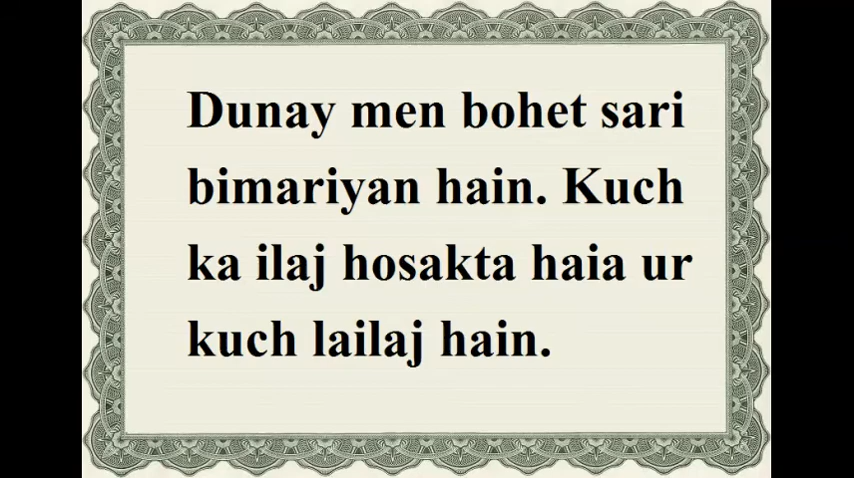 Dunay men bohet sari
bimariyan hain. Kuch
ka ilaj hosakta haia ur
kuch lailaj hain.